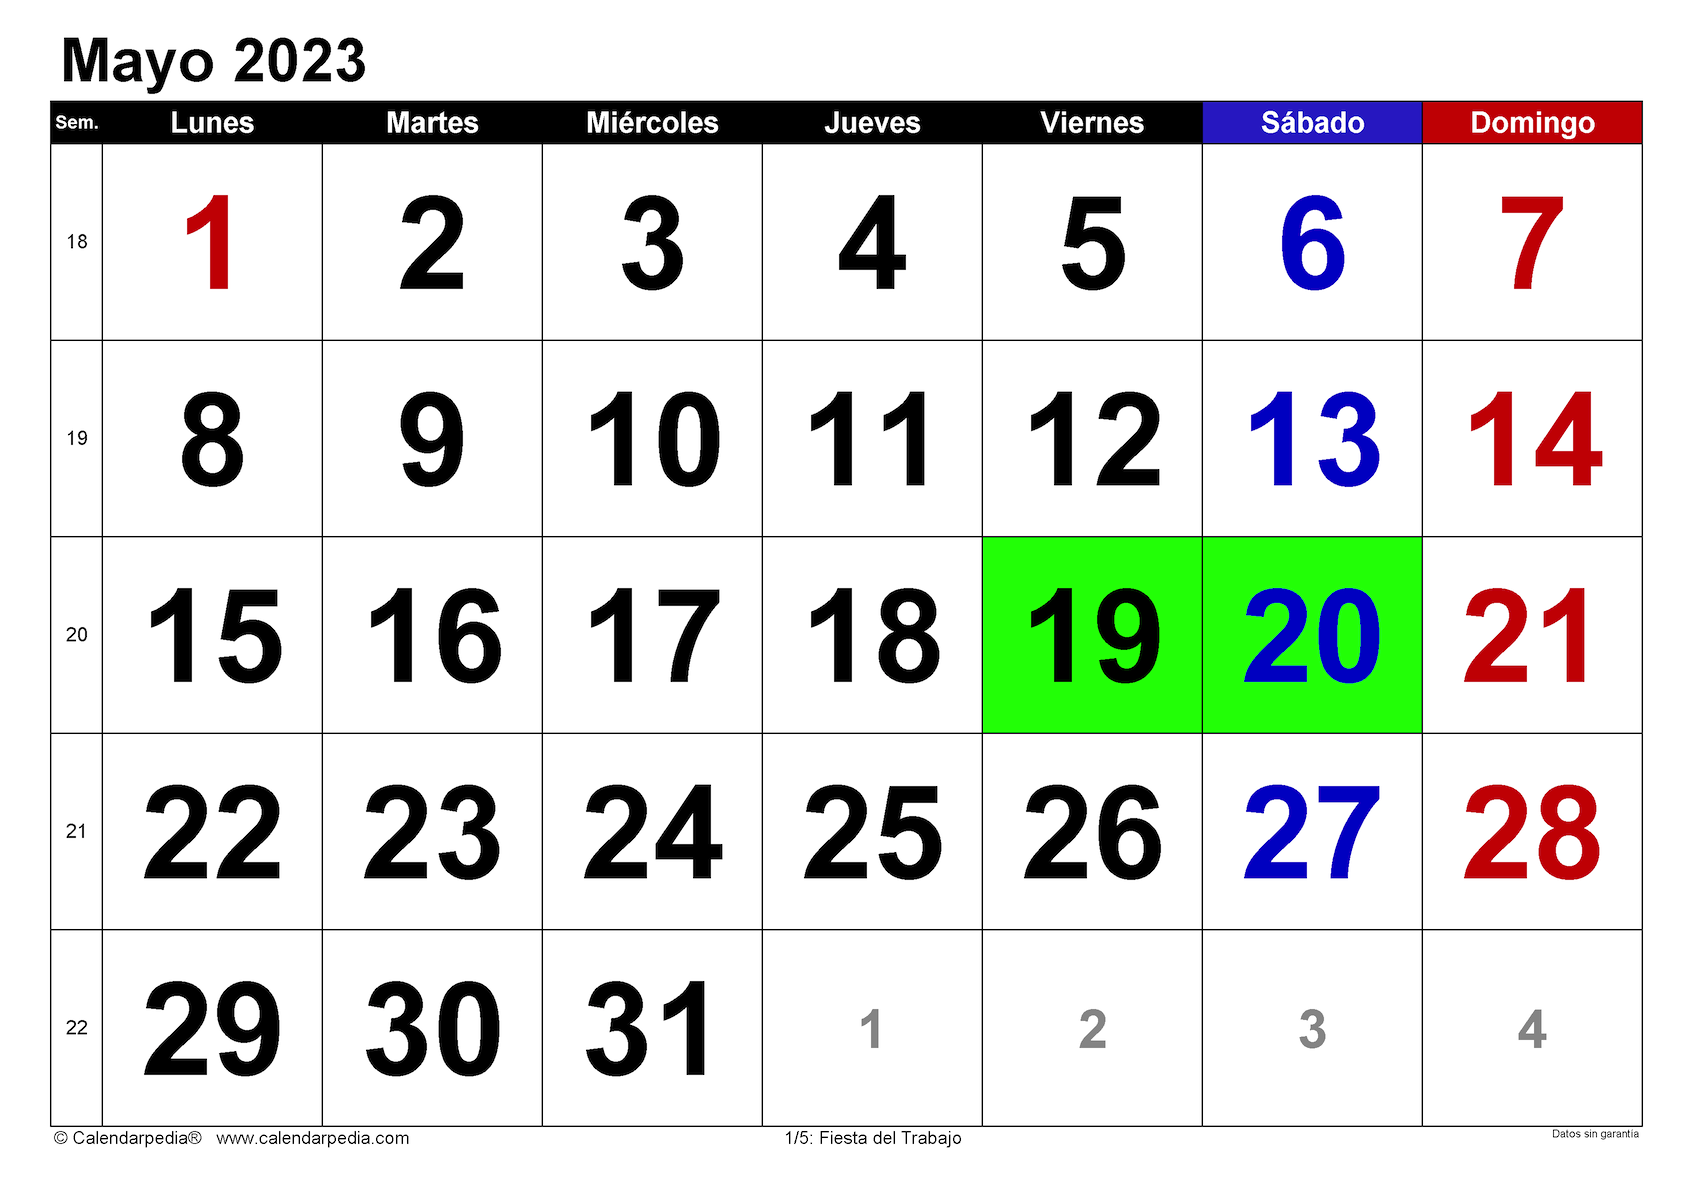 Mayo 2023
Sem. Lunes Martes Miércoles Jueves Viernes Sábado Domingo
18 1 2 3 4 5 6 7
19 8 9 10 11 12 13 14
20 15 16 17 18 19 20 21
21 22 23 24 25 26 27 28
22 29 30 31 1 2 3 4
© Calendarpedia® www.calendarpedia.com 1/5: Fiesta del Trabajo Datos sin garantía